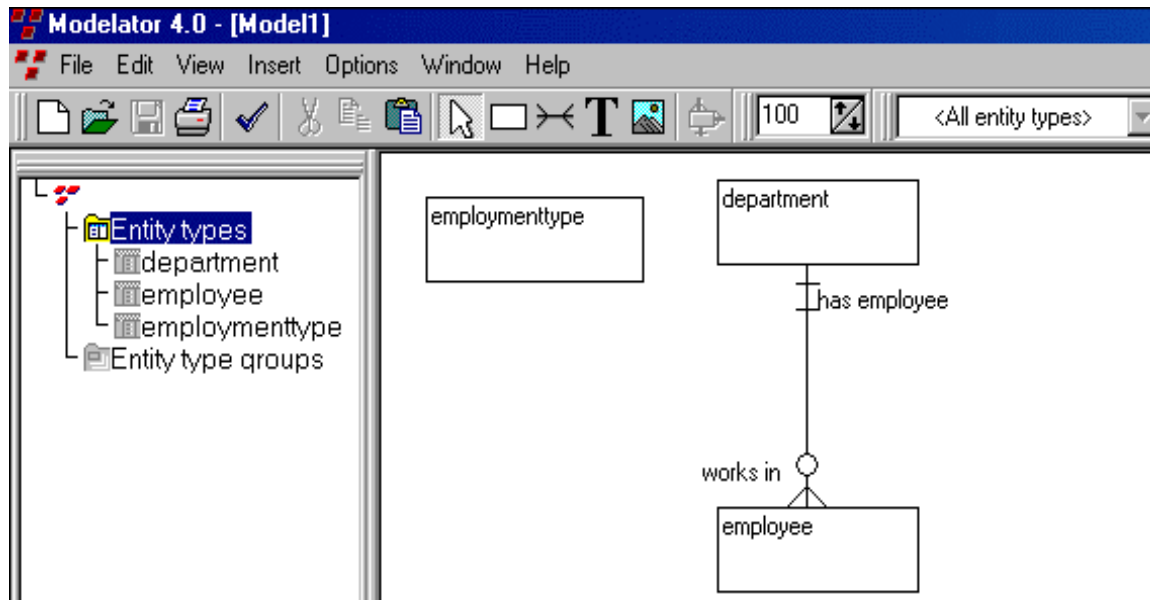 Modelator 4.0 - [Model1]
File Edit View Insert Options Window Help
T 100 <All entity types>
Entity types
department
employee
employmenttype
Entity type groups
employmenttype
department
has employee
works in
employee